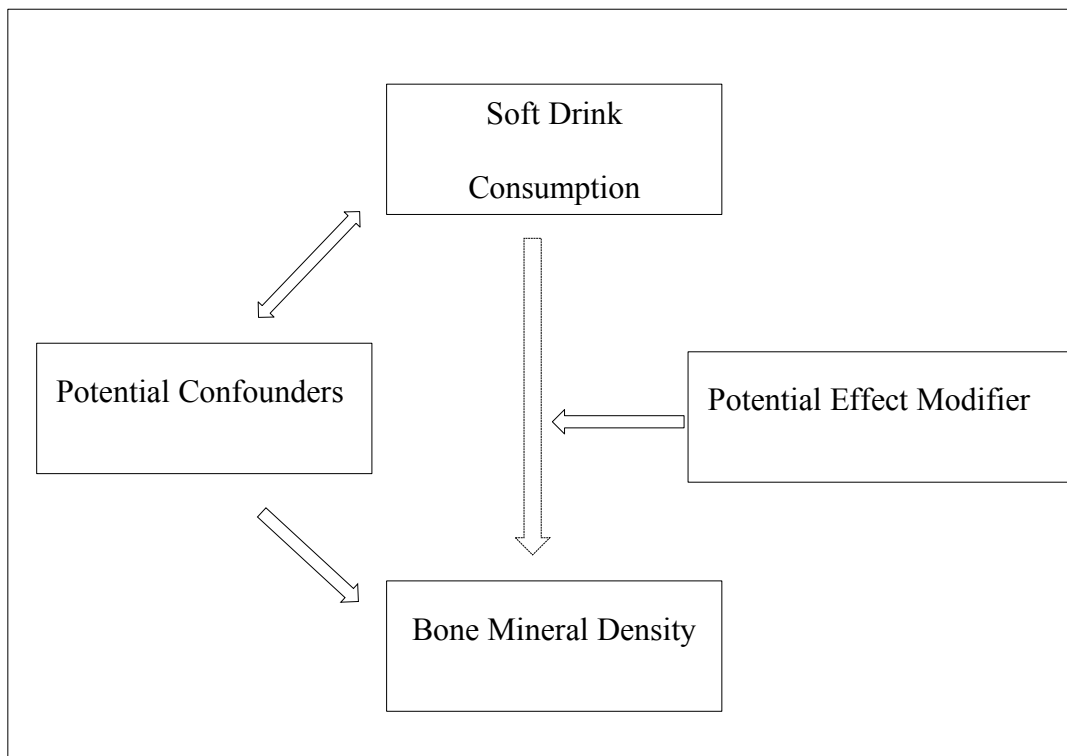 Soft Drink
Consumption
Potential Confounders
Potential Effect Modifier
Bone Mineral Density